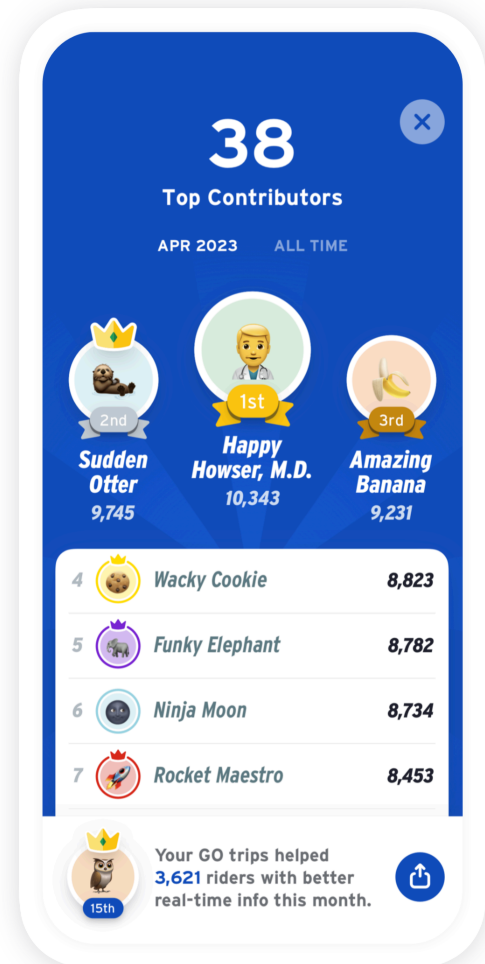 38
Top Contributors
APR 2023 ALL TIME
2nd
Sudden
Otter
9,745
1st
Happy
Howser, M.D.
10,343
3rd
Amazing
Banana
9,231
4 Wacky Cookie 8,823
5 Funky Elephant 8,782
6 Ninja Moon 8,734
7 Rocket Maestro 8,453
15th
Your GO trips helped
3,621 riders with better
real-time info this month.